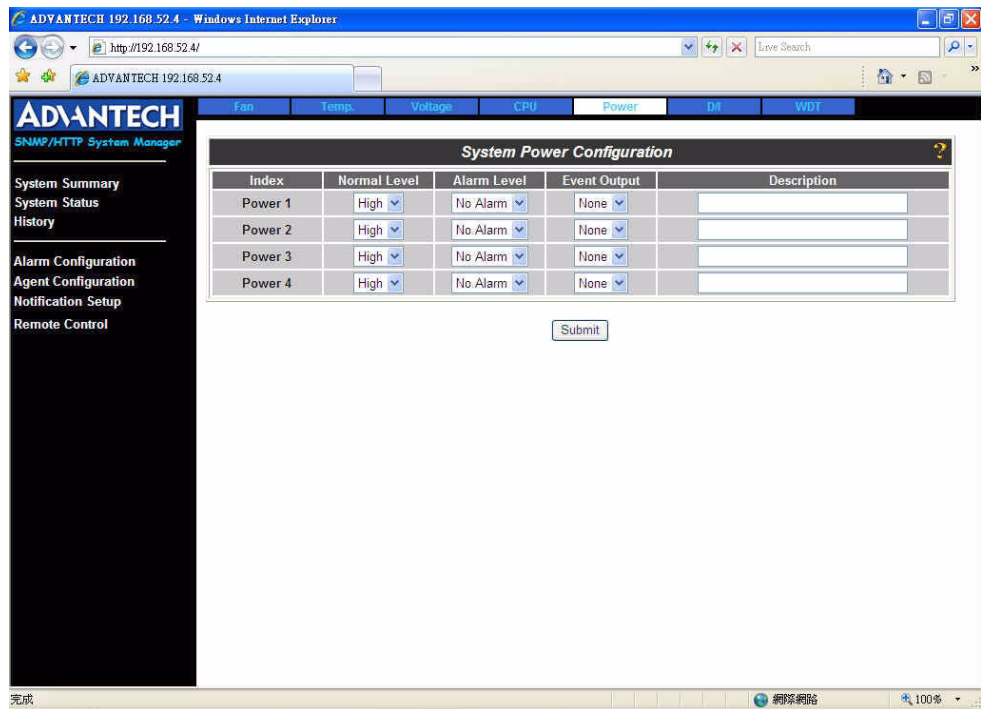 ADVANTECH 192.168.52.4 - Windows Internet Explorer
http://192.168.52.4/
Live Search
ADVANTECH 192.168.52.4
ADVANTECH
SNMP/HTTP System Manager
System Summary
System Status
History
Alarm Configuration
Agent Configuration
Notification Setup
Remote Control
Fan Temp. Voltage CPU Power D/I WDT
System Power Configuration ?
Index Normal Level Alarm Level Event Output Description
Power 1 High No Alarm None
Power 2 High No Alarm None
Power 3 High No Alarm None
Power 4 High No Alarm None
Submit
完成 網際網路 100%